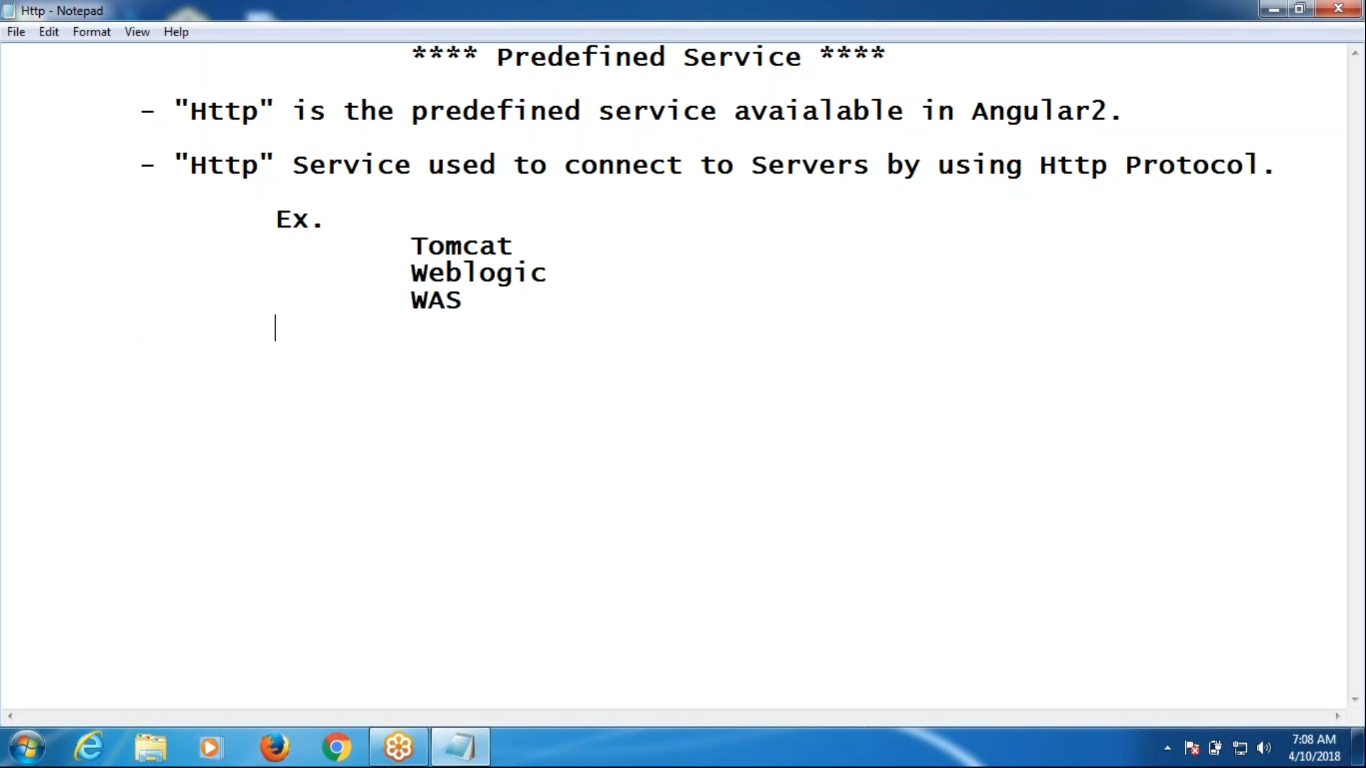 Http - Notepad
File Edit Format View Help
**** Predefined Service ****
- "Http" is the predefined service avaialable in Angular2.
- "Http" Service used to connect to Servers by using Http Protocol.
Ex.
Tomcat
Weblogic
WAS
7:08 AM
4/10/2018